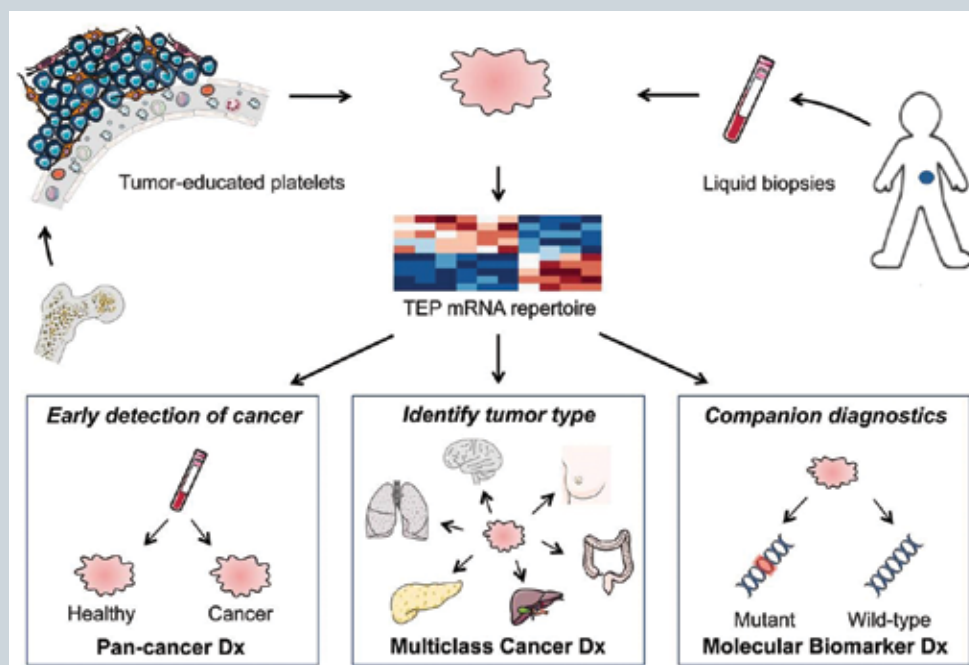 Tumor-educated platelets
Liquid biopsies
TEP mRNA repertoire
Early detection of cancer
Healthy
Cancer
Pan-cancer Dx
Identify tumor type
Multiclass Cancer Dx
Companion diagnostics
Mutant
Wild-type
Molecular Biomarker Dx